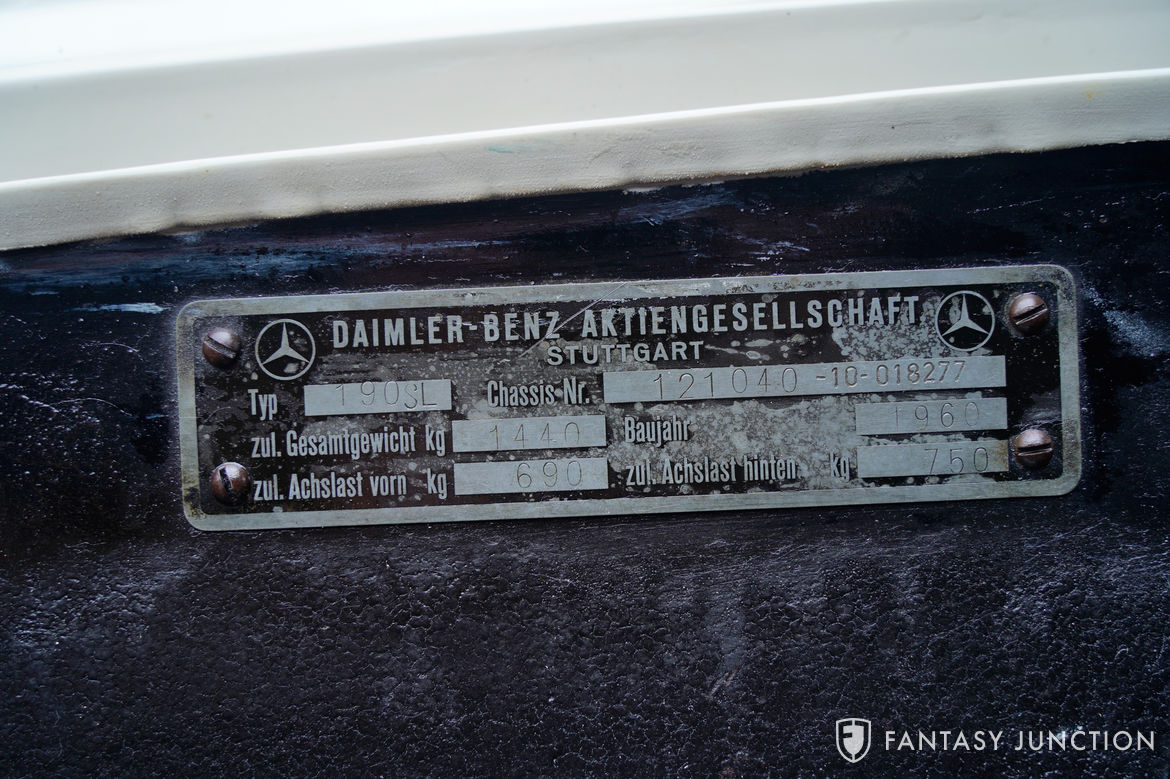 DAIMLER-BENZ AKTIENGESELLSCHAFT
STUTTGART
Typ 190SL Chassis Nr. 121040 -10-018277
zul. Gesamtgewicht kg 1440 Baujahr 1960
zul. Achslast vorn kg 690 zul. Achslast hinten kg 750
FANTASY JUNCTION